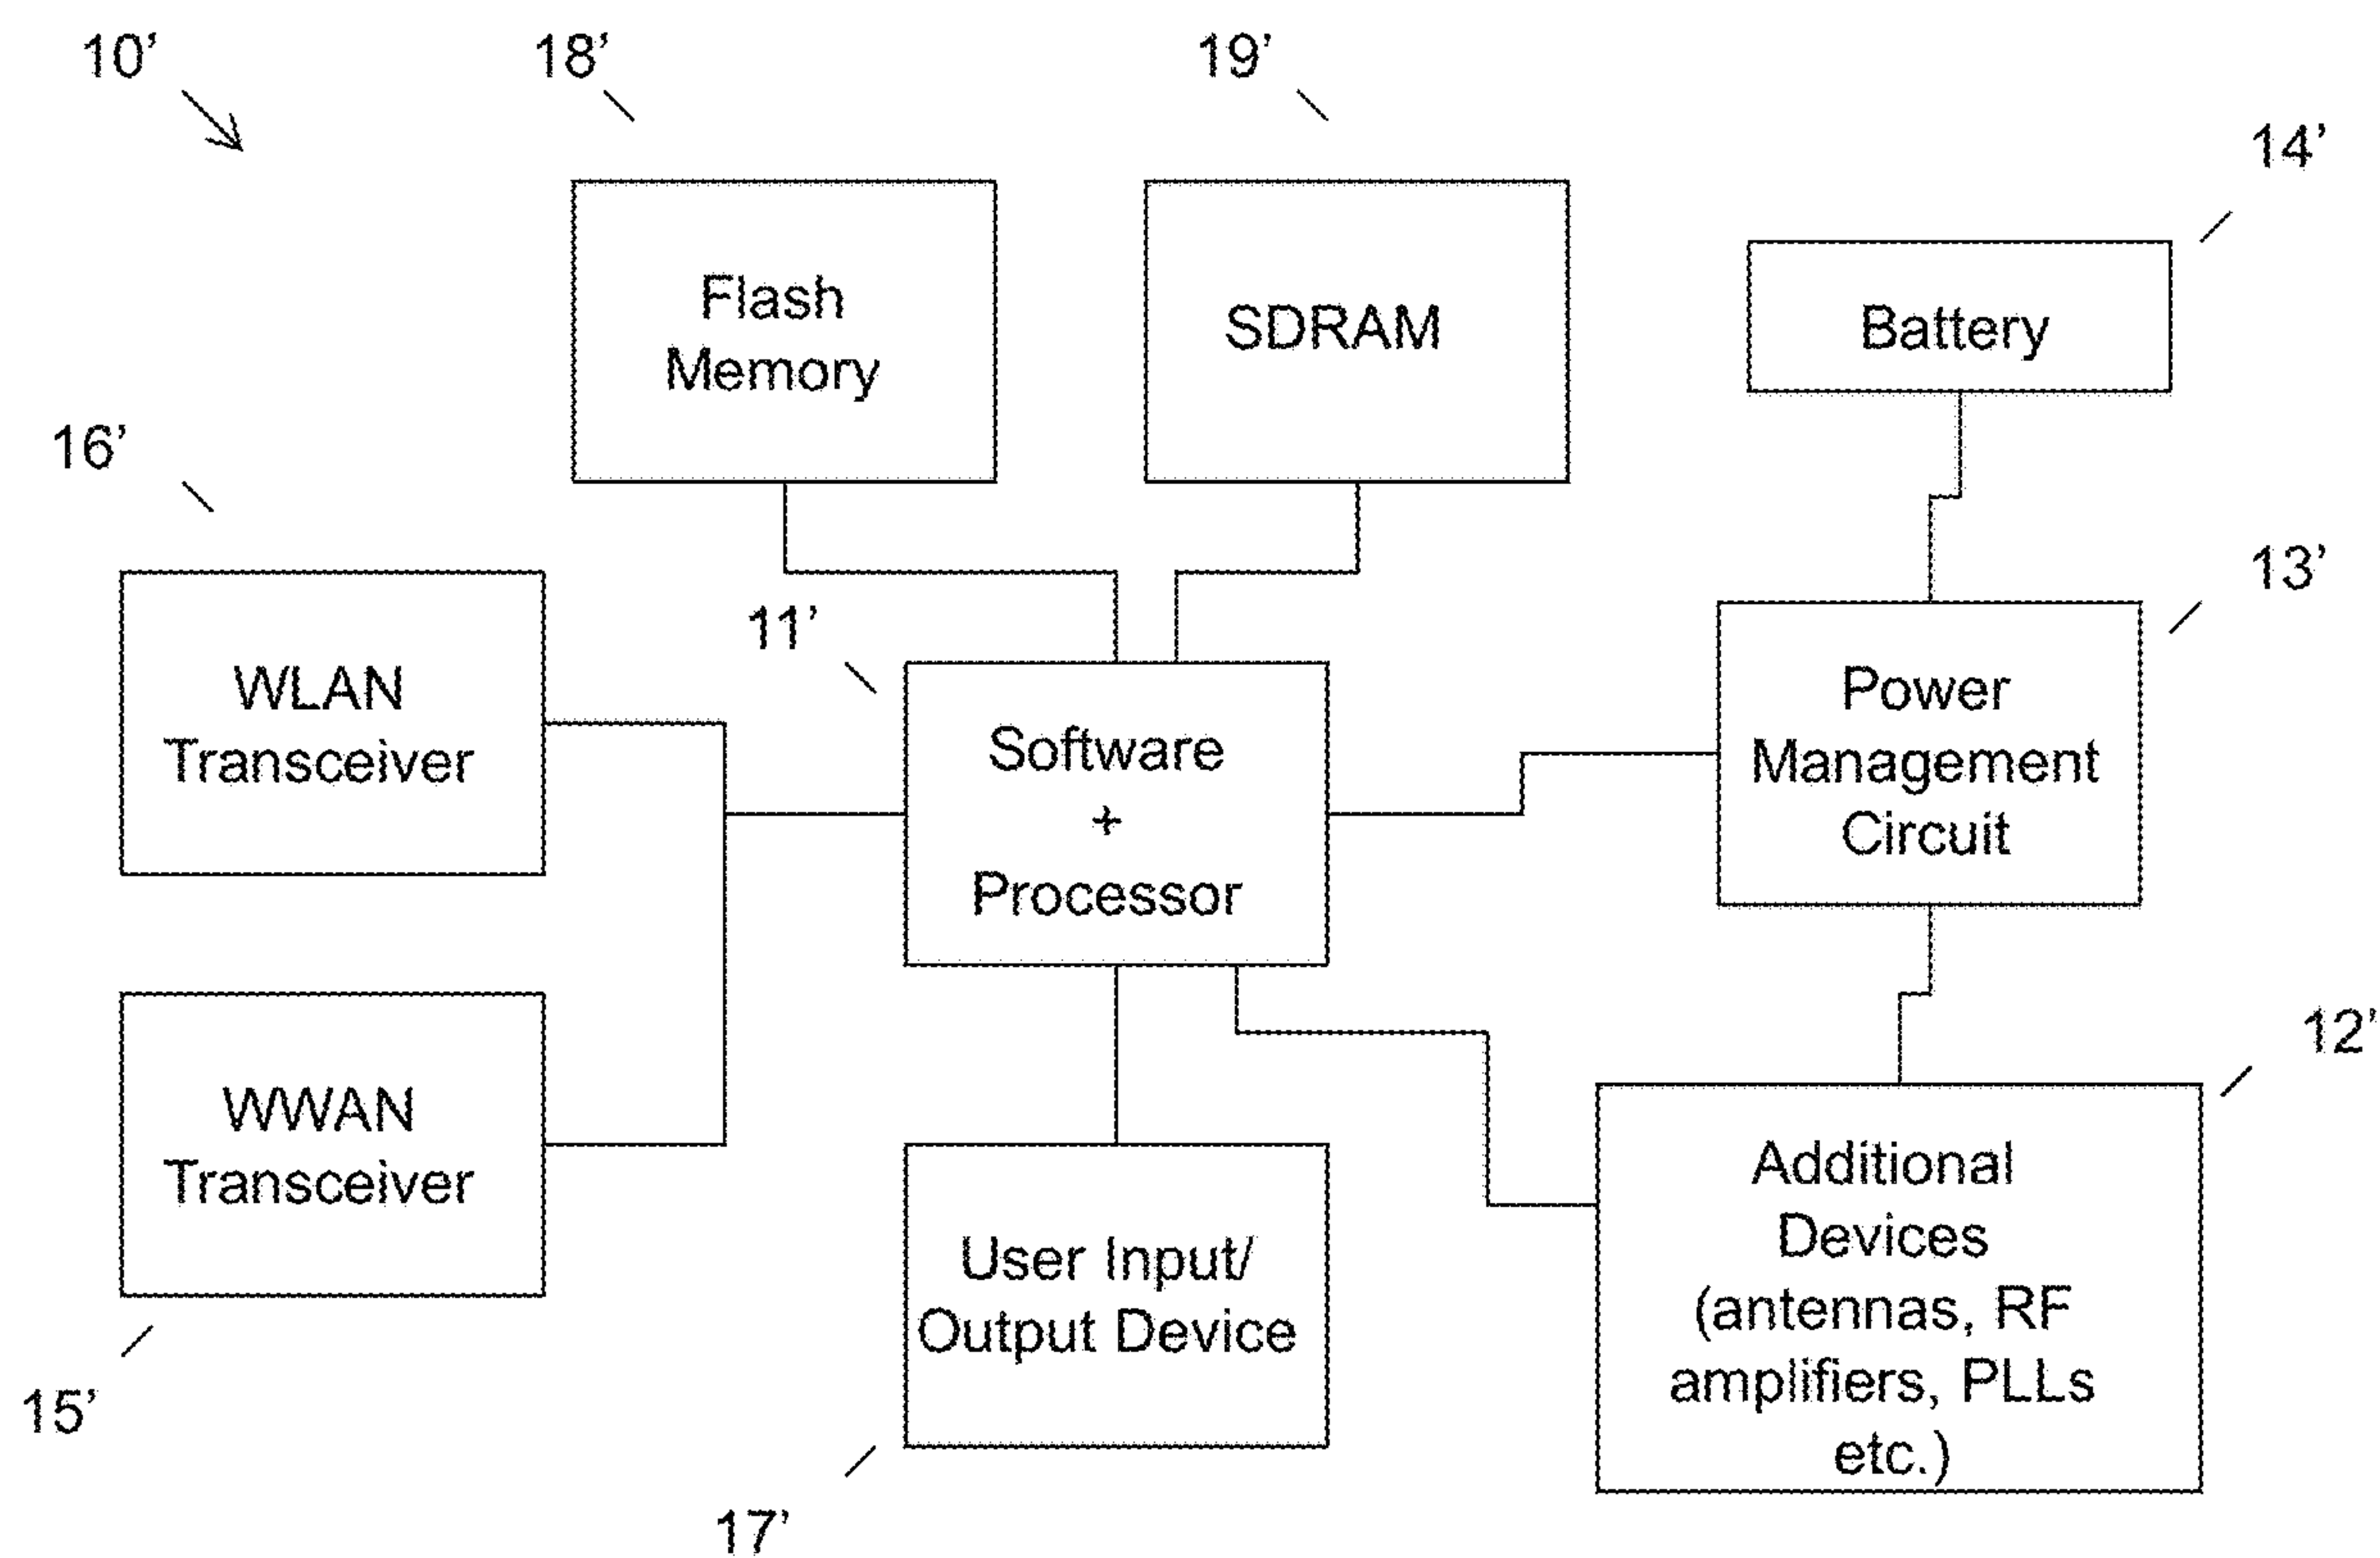 10’
18’
19’
14’
Flash
Memory
SDRAM
Battery
16’
13’
11’
WLAN
Transceiver
Software
+
Processor
Power
Management
Circuit
12’
WWAN
Transceiver
User Input/
Output Device
Additional
Devices
(antennas, RF
amplifiers, PLLs
etc.)
15’
17’